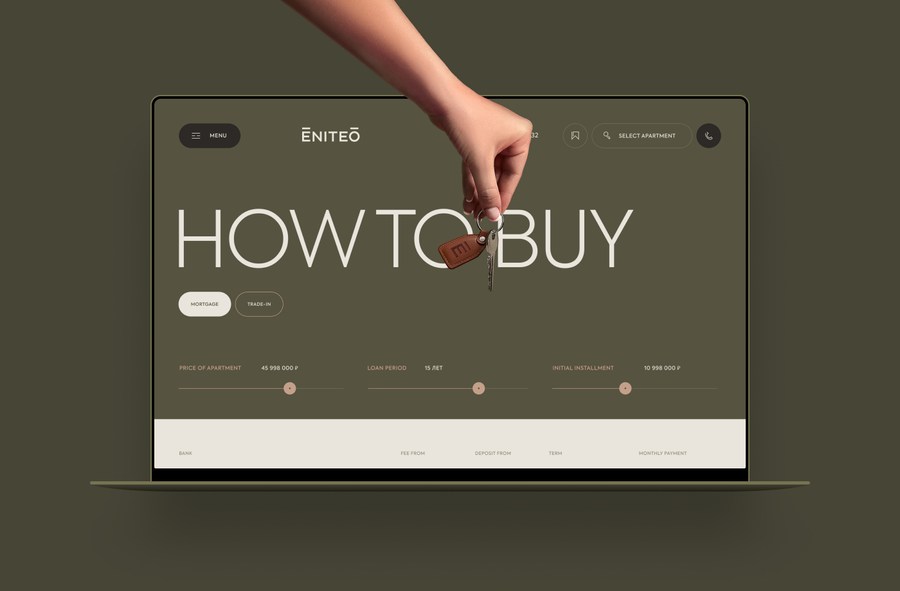 MENU
ĒNITEŌ
32
SELECT APARTMENT
HOW TO BUY
MORTGAGE
TRADE-IN
PRICE OF APARTMENT 45 998 000 ₽
LOAN PERIOD 15 ЛЕТ
INITIAL INSTALLMENT 10 998 000 ₽
BANK
FEE FROM
DEPOSIT FROM
TERM
MONTHLY PAYMENT